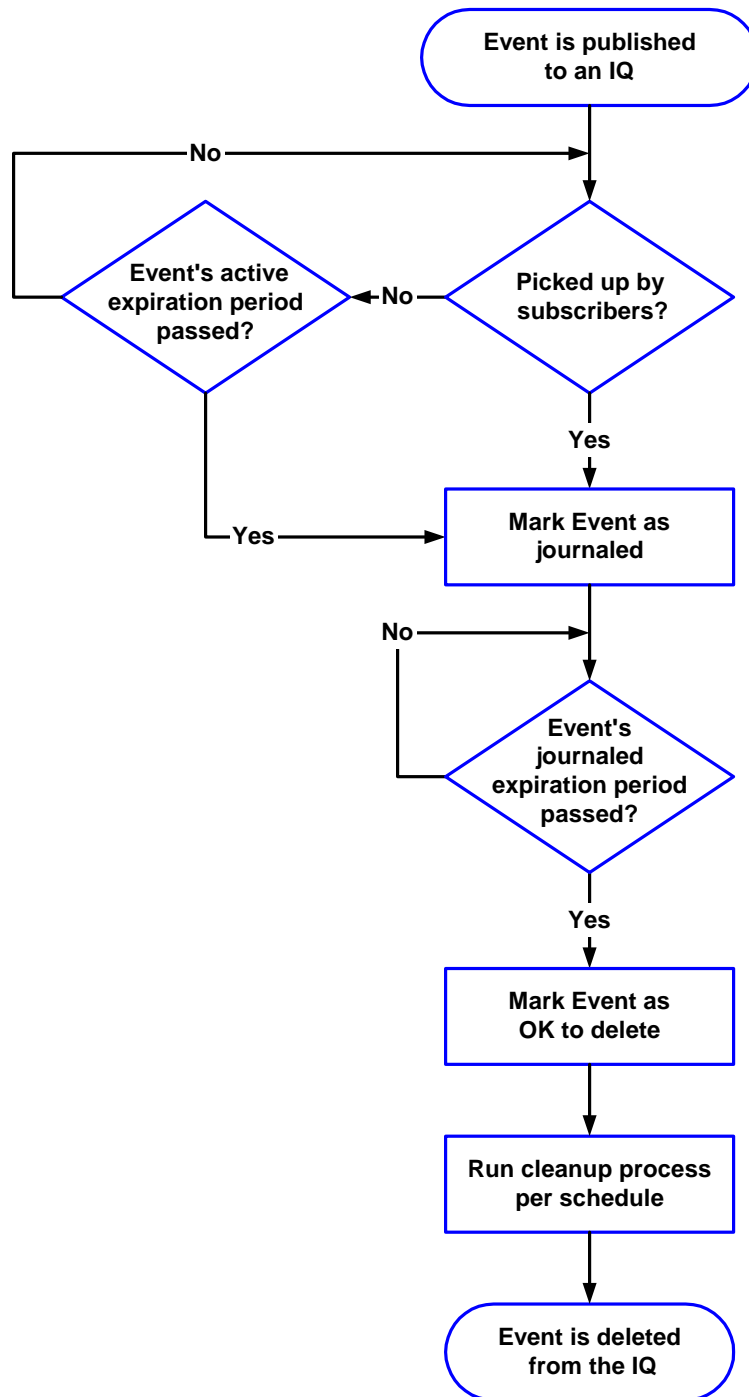 Event is published
to an IQ
No
Event's active
expiration period
passed?
No
Picked up by
subscribers?
Yes
Yes
Mark Event as
journaled
No
Event's
journaled
expiration period
passed?
Yes
Mark Event as
OK to delete
Run cleanup process
per schedule
Event is deleted
from the IQ